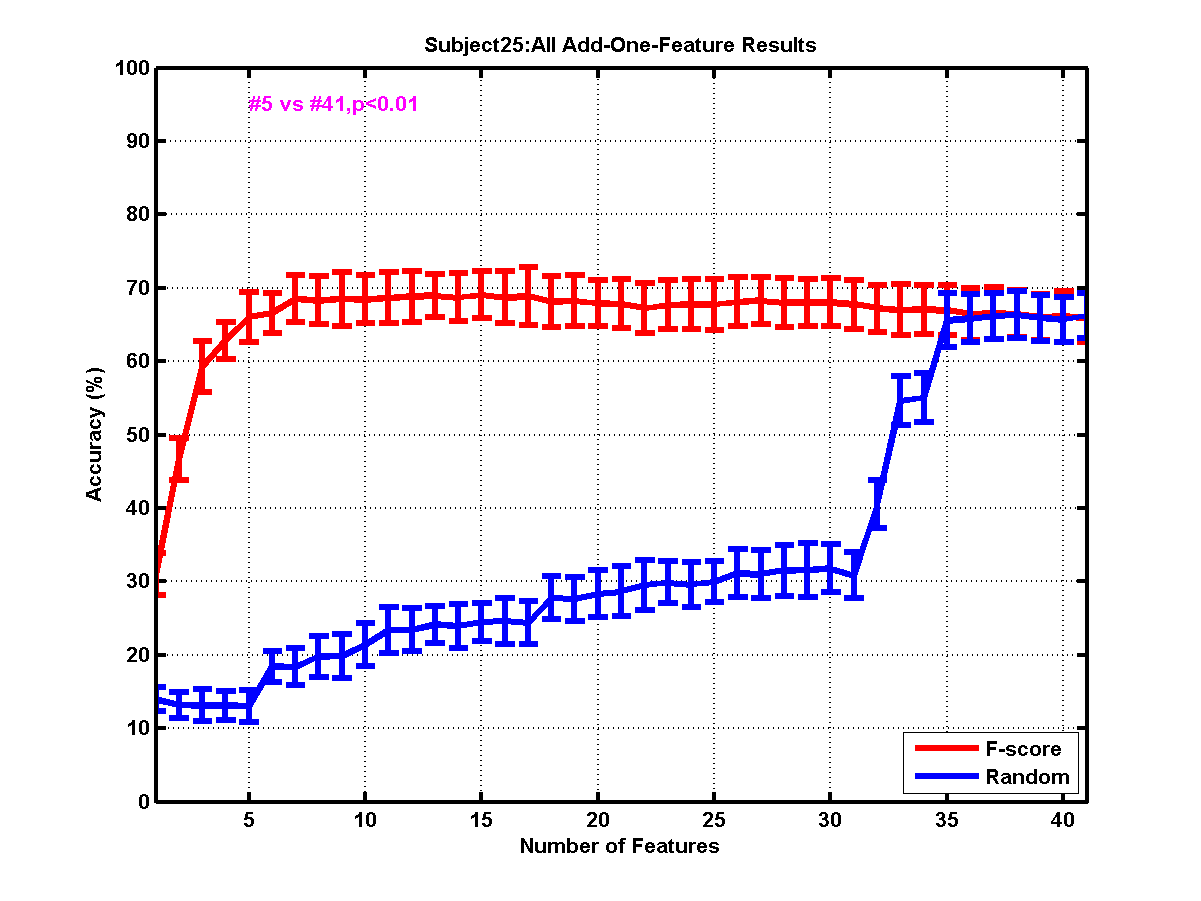 Subject25:All Add-One-Feature Results
#5 vs #41,p<0.01
100
90
80
70
60
50
40
30
20
10
0
Accuracy (%)
5 10 15 20 25 30 35 40
Number of Features
F-score
Random